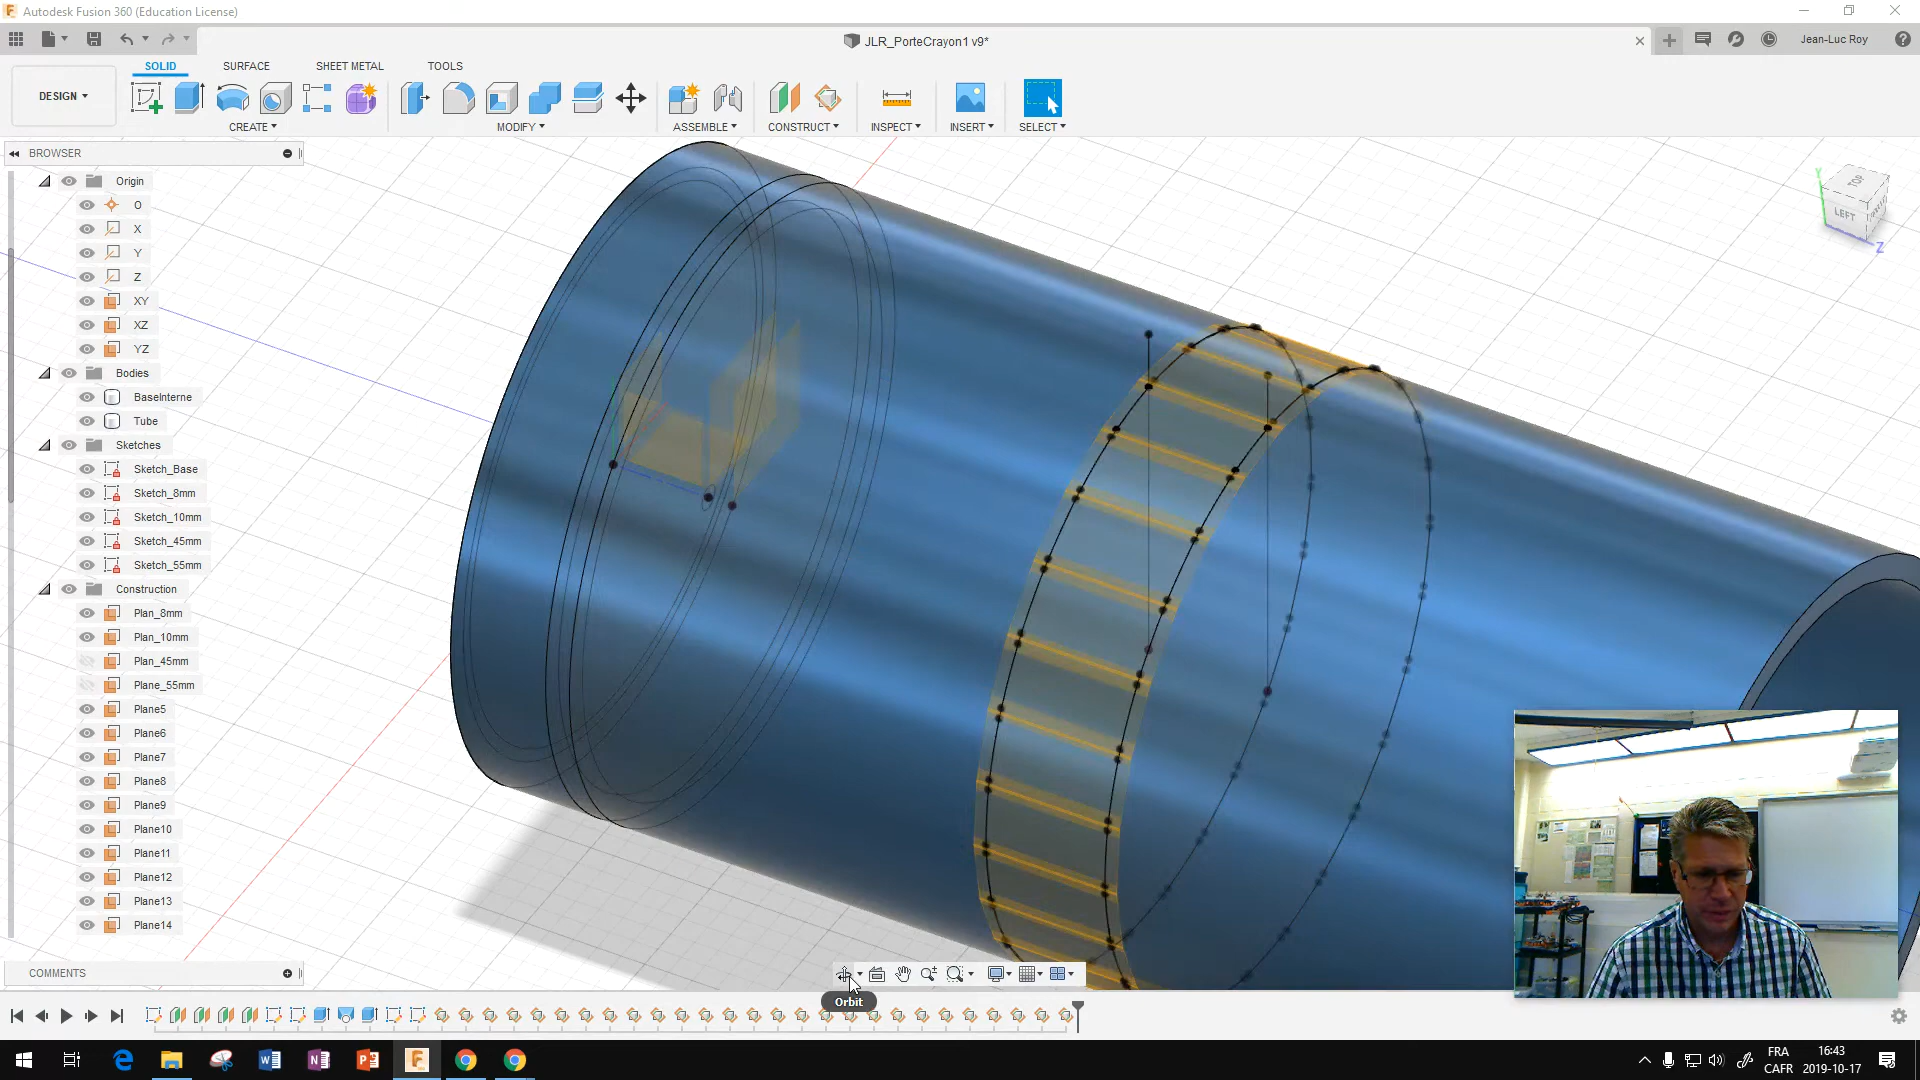 Autodesk Fusion 360 (Education License)
JLR_PorteCrayon1 v9*
Jean-Luc Roy
SOLID SURFACE SHEET METAL TOOLS
DESIGN
CREATE MODIFY ASSEMBLE CONSTRUCT INSPECT INSERT SELECT
BROWSER
Origin
O
X
Y
Z
XY
XZ
YZ
Bodies
BaseInterne
Tube
Sketches
Sketch_Base
Sketch_8mm
Sketch_10mm
Sketch_45mm
Sketch_55mm
Construction
Plan_8mm
Plan_10mm
Plan_45mm
Plane_55mm
Plane5
Plane6
Plane7
Plane8
Plane9
Plane10
Plane11
Plane12
Plane13
Plane14
Y
TOP
LEFT
Z
COMMENTS
Orbit
FRA
CAFR
16:43
2019-10-17